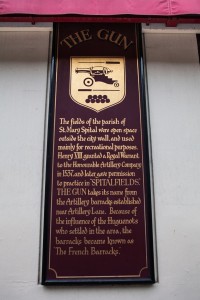 THE GUN
The fields of the parish of
St. Mary Spital were open space
outside the city wall, and used
mainly for recreational purposes.
Henry VIII granted a Royal Warrant
to the Honourable Artillery Company
in 1537, and later gave permission
to practice in 'SPITALFIELDS'.
THE GUN takes its name from
the Artillery barracks established
near Artillery Lane. Because of
the influence of the Huguenots
who settled in the area, the
barracks became known as
'The French Barracks'.